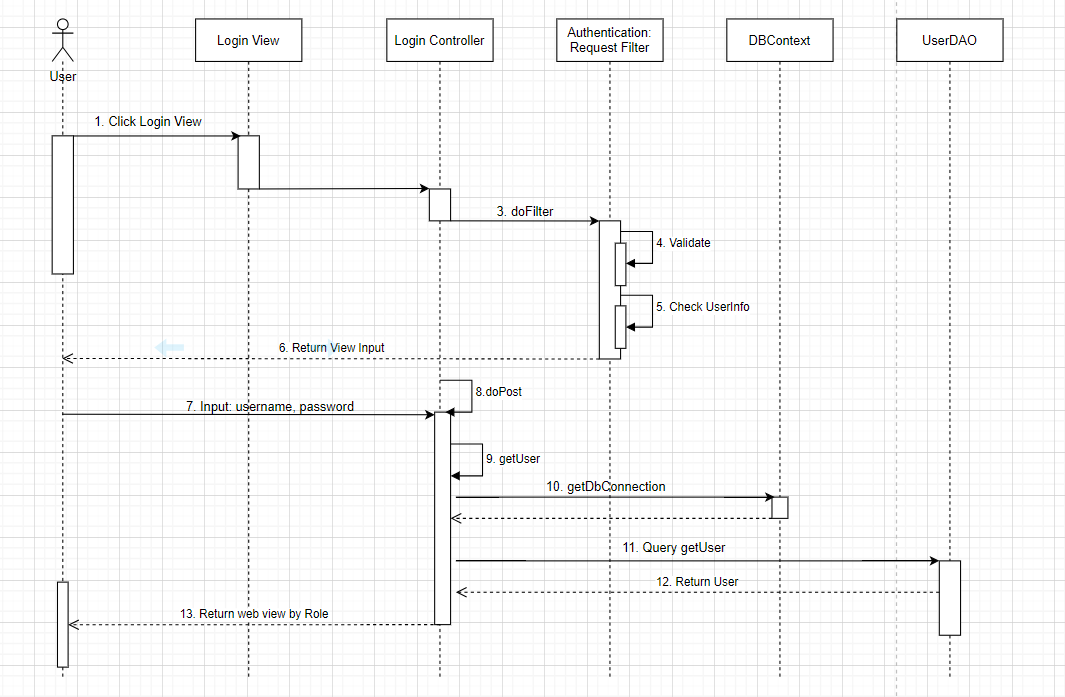 User
Login View
Login Controller
Authentication:
Request Filter
DBContext
UserDAO
1. Click Login View
3. doFilter
4. Validate
5. Check UserInfo
6. Return View Input
8.doPost
7. Input: username, password
9. getUser
10. getDbConnection
11. Query getUser
12. Return User
13. Return web view by Role